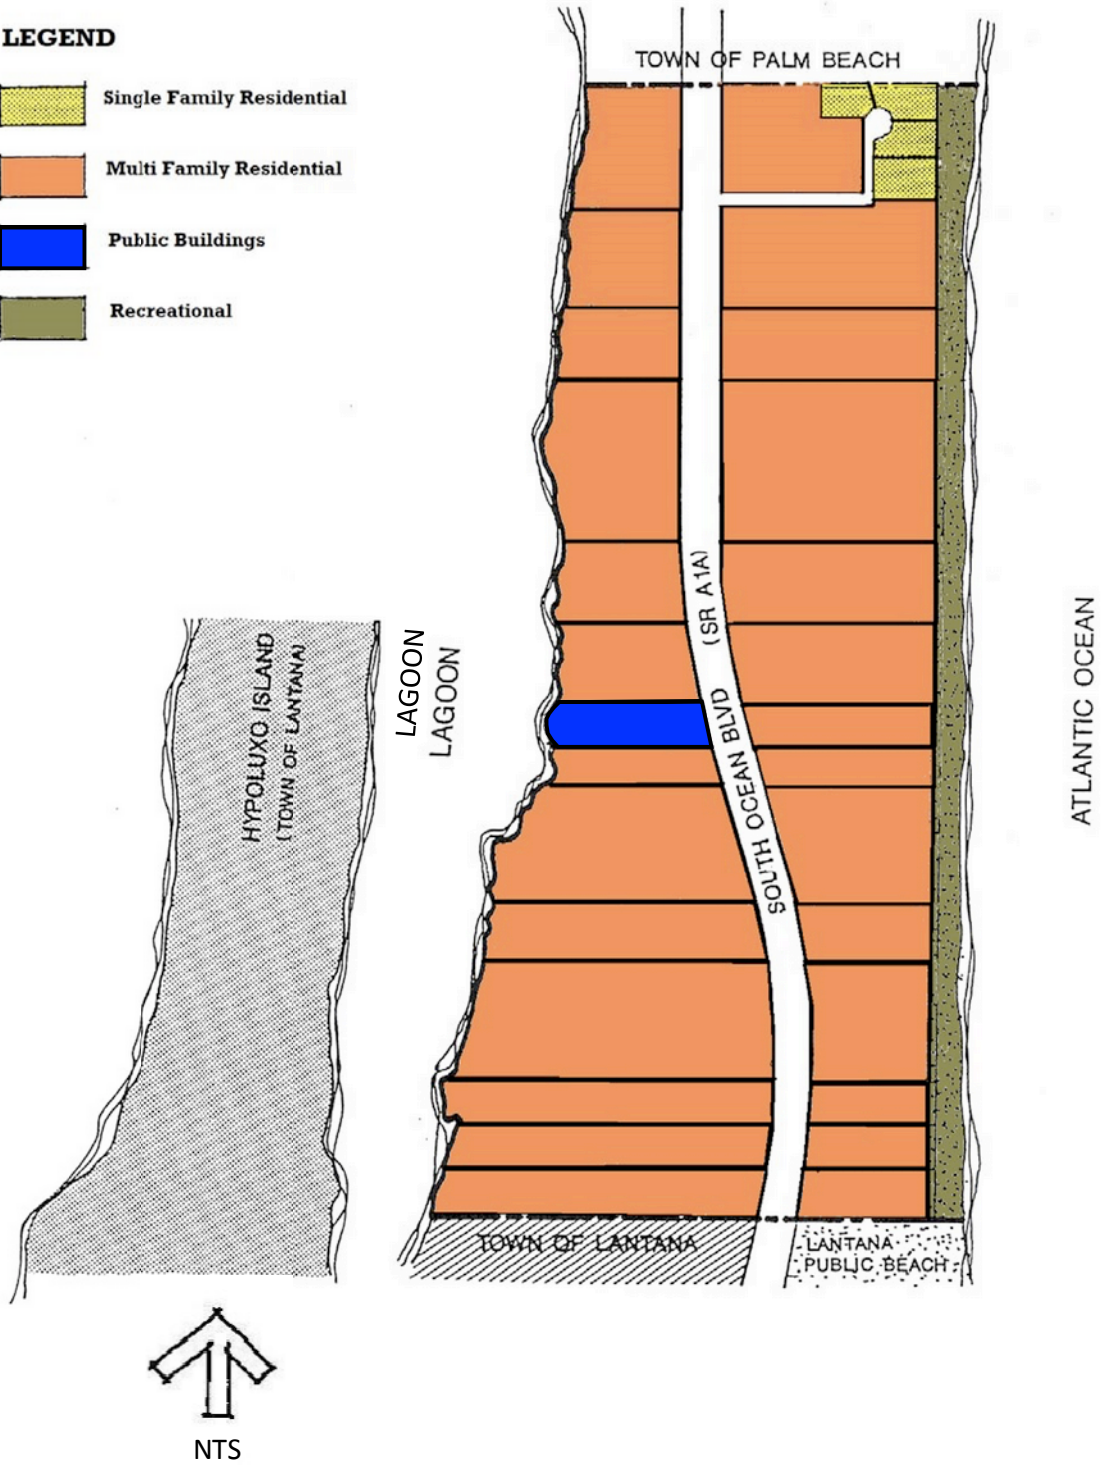 LEGEND
Single Family Residential
Multi Family Residential
Public Buildings
Recreational
TOWN OF PALM BEACH
(SR A1A)
SOUTH OCEAN BLVD
HYPOLUXO ISLAND
(TOWN OF LANTANA)
LAGOON
LAGOON
ATLANTIC OCEAN
TOWN OF LANTANA
LANTANA
PUBLIC BEACH
NTS